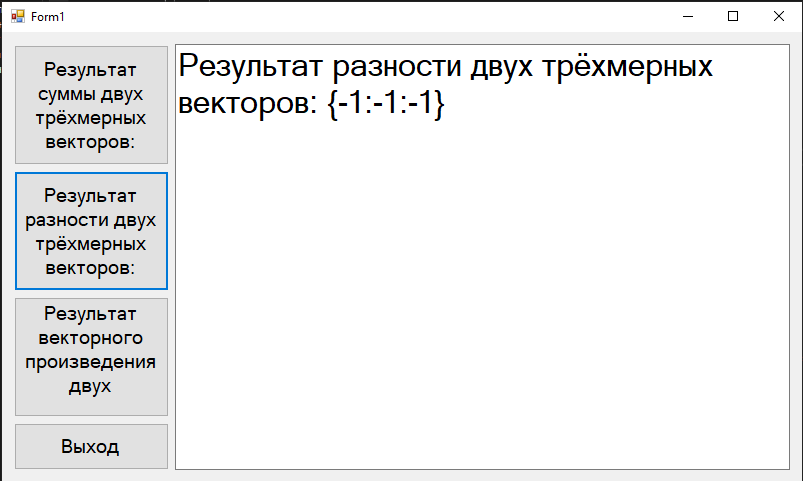 Form1
Результат
суммы двух
трёхмерных
векторов:
Результат
разности двух
трёхмерных
векторов:
Результат
векторного
произведения
двух
Выход
Результат разности двух трёхмерных
векторов: {-1:-1:-1}